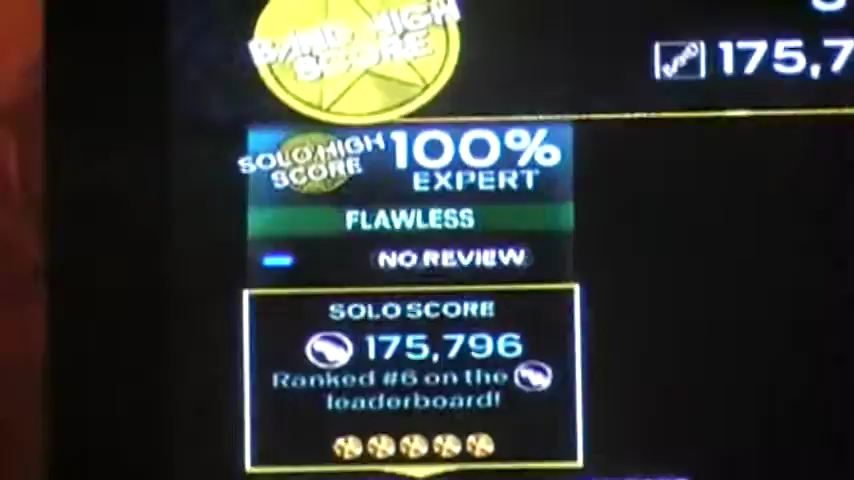 BAND HIGH
SCORE
BAND 175,7
SOLO HIGH
SCORE
100%
EXPERT
FLAWLESS
NO REVIEW
SOLO SCORE
175,796
Ranked #6 on the
leaderboard!